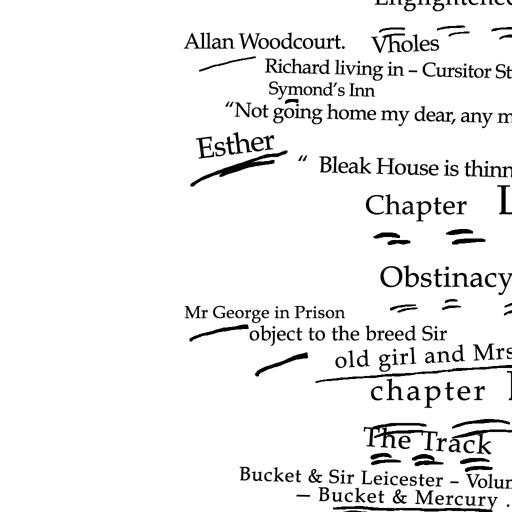 Allan Woodcourt. Vholes
Richard living in – Cursitor St
Symond's Inn
"Not going home my dear, any m
Esther
" Bleak House is thinn
Chapter L
Obstinacy
Mr George in Prison
object to the breed Sir
old girl and Mrs
chapter
The Track
Bucket & Sir Leicester – Volum
– Bucket & Mercury .